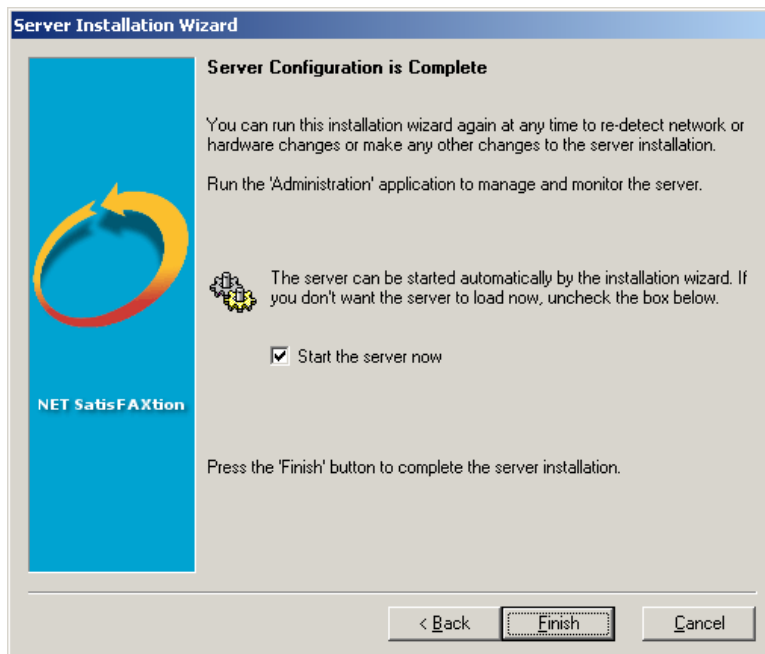 Server Installation Wizard
Server Configuration is Complete
You can run this installation wizard again at any time to re-detect network or
hardware changes or make any other changes to the server installation.
Run the 'Administration' application to manage and monitor the server.
The server can be started automatically by the installation wizard. If
you don't want the server to load now, uncheck the box below.
Start the server now
NET SatisFAXtion
Press the 'Finish' button to complete the server installation.
< Back
Finish
Cancel